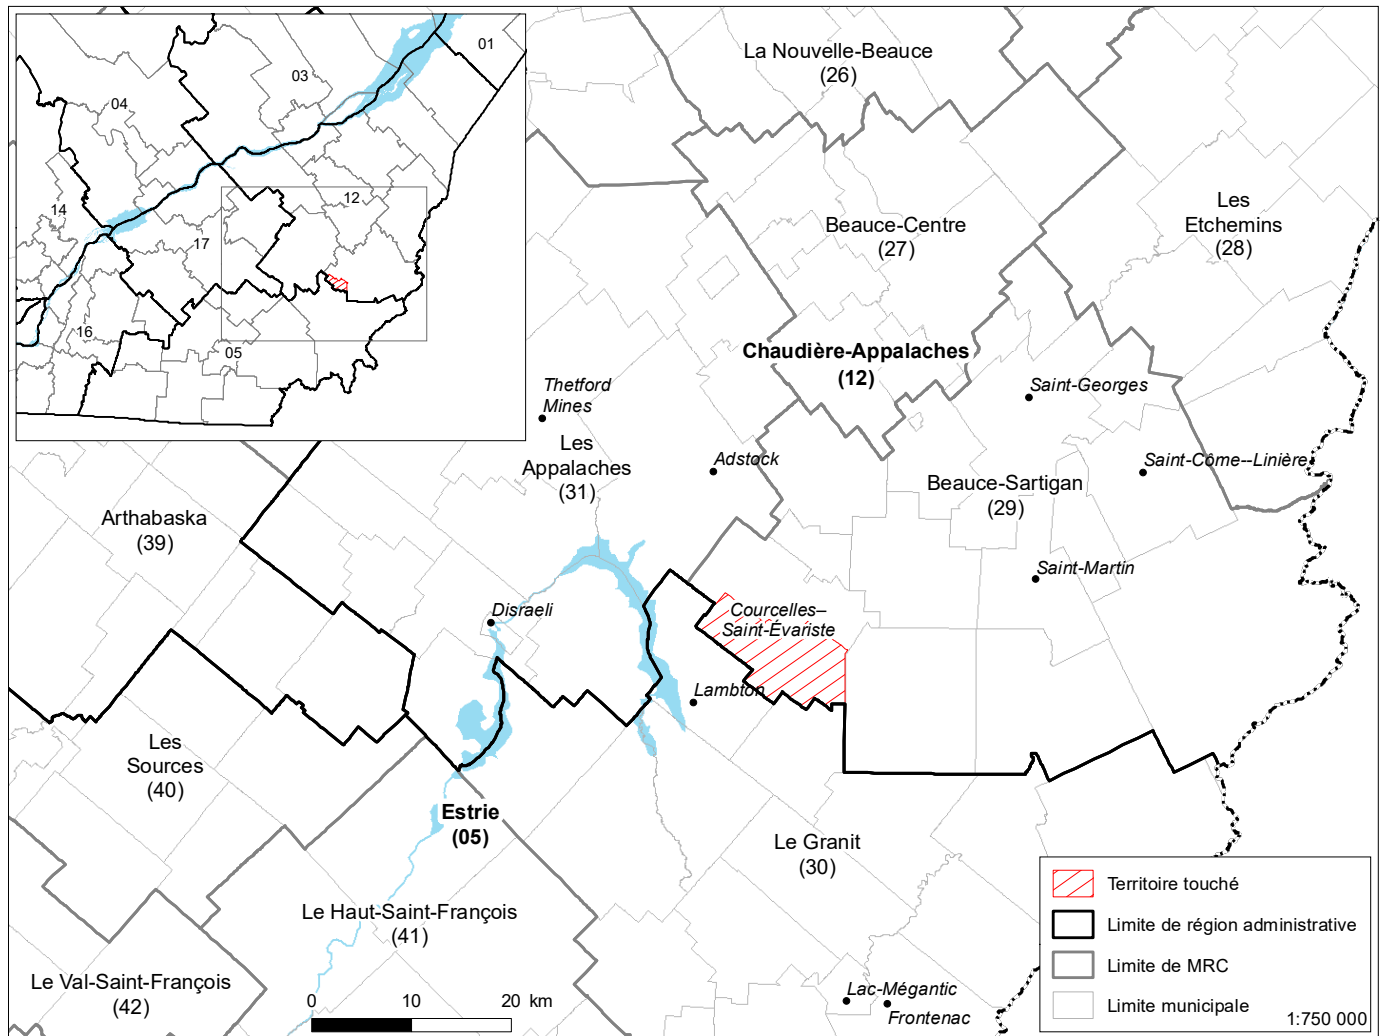 01
03
04
12
14
17
16
05
La Nouvelle-Beauce
(26)
Les
Etchemins
(28)
Beauce-Centre
(27)
Chaudière-Appalaches
(12)
Thetford
Mines
Saint-Georges
Les
Appalaches
(31)
Adstock
Saint-Côme--Linière
Beauce-Sartigan
(29)
Arthabaska
(39)
Saint-Martin
Disraeli
Courcelles–
Saint-Évariste
Lambton
Les
Sources
(40)
Estrie
(05)
Le Granit
(30)
Le Haut-Saint-François
(41)
Le Val-Saint-François
(42)
Lac-Mégantic
Frontenac
0 10 20 km
Territoire touché
Limite de région administrative
Limite de MRC
Limite municipale
1:750 000